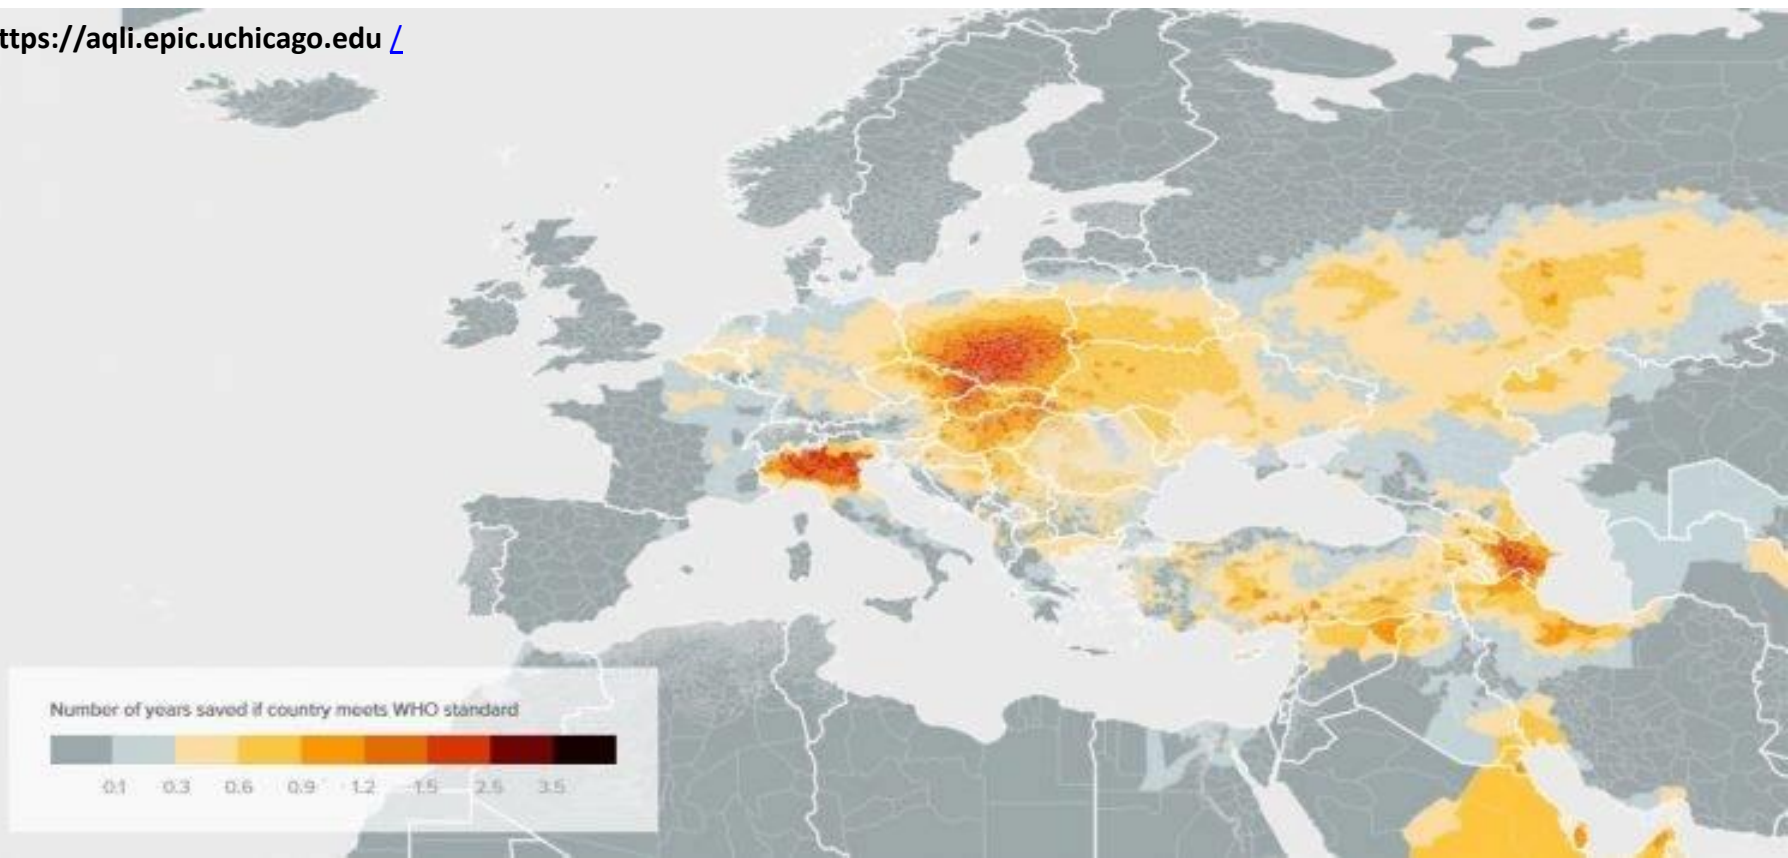 ttps://aqli.epic.uchicago.edu /
Number of years saved if country meets WHO standard
0.1 0.3 0.6 0.9 1.2 1.5 2.5 3.5